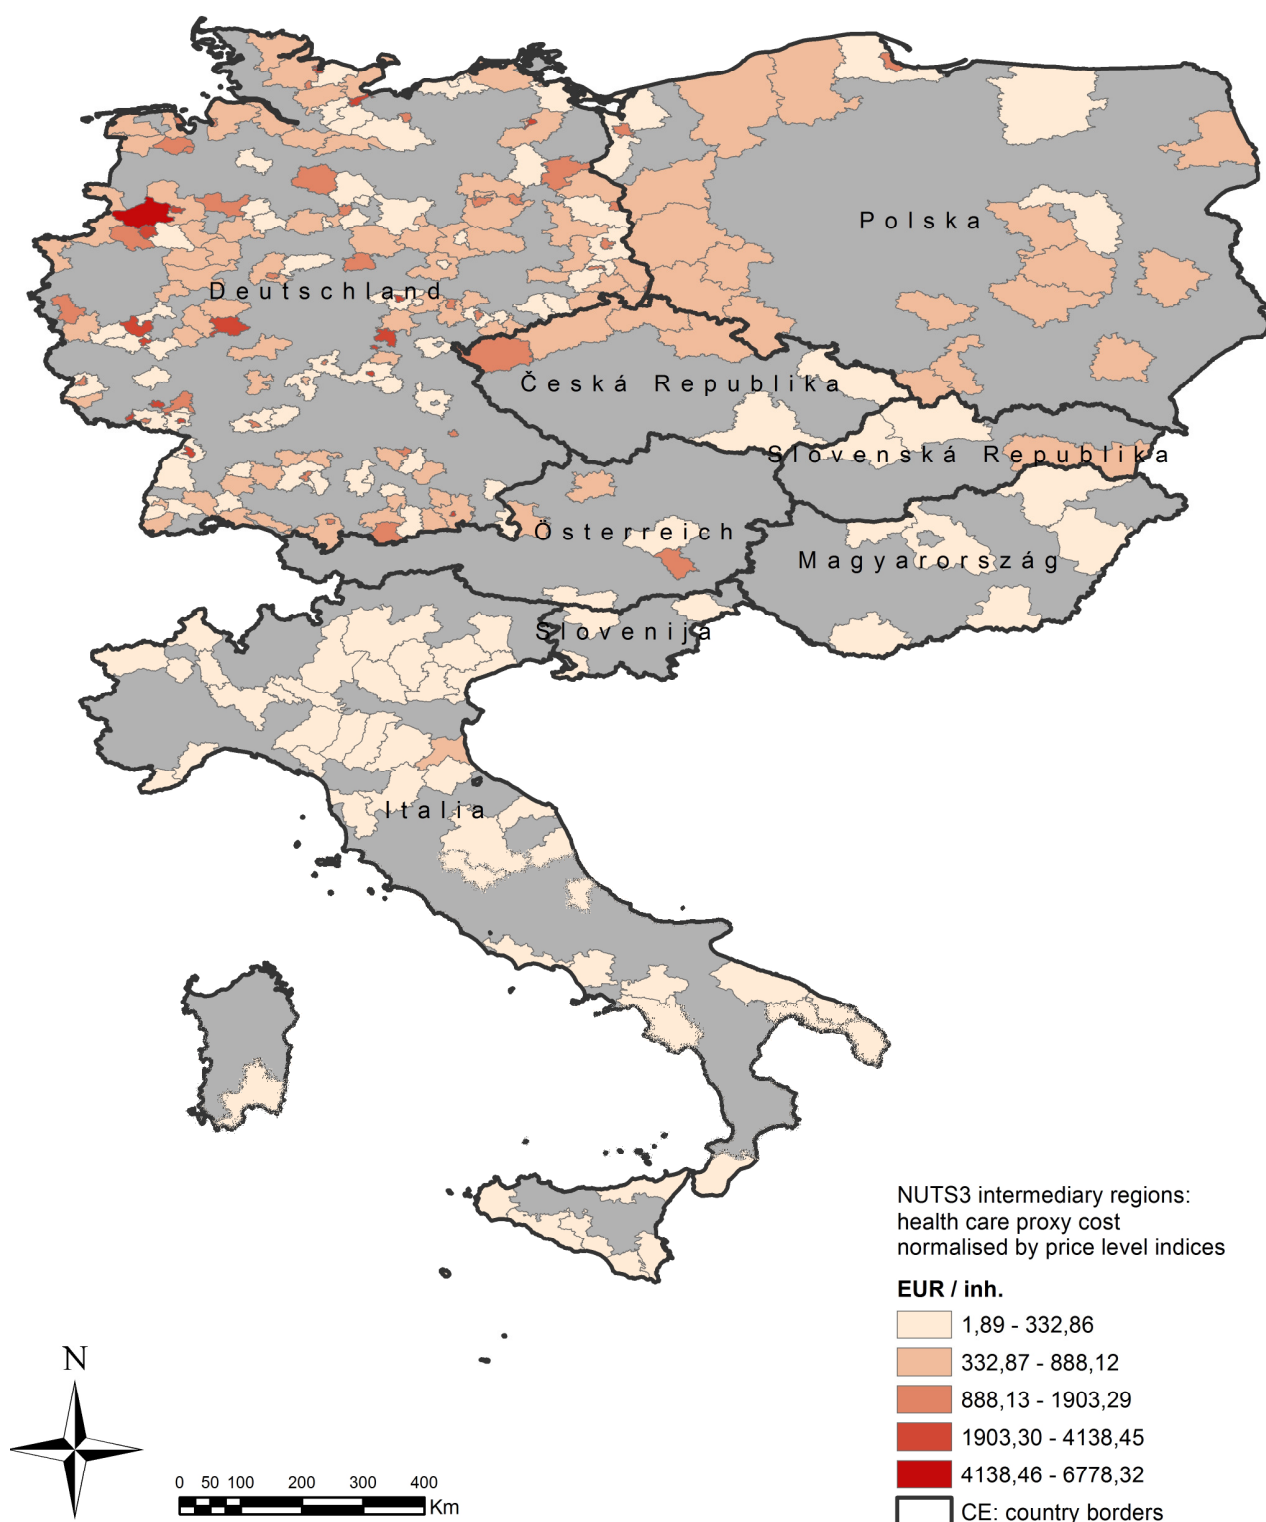 Polska
Deutschland
Česká Republika
Slovenská Republika
Österreich
Magyarország
Slovenija
Italia
NUTS3 intermediary regions:
health care proxy cost
normalised by price level indices
EUR / inh.
1,89 - 332,86
332,87 - 888,12
888,13 - 1903,29
1903,30 - 4138,45
4138,46 - 6778,32
CE: country borders
N
0 50 100 200 300 400
Km